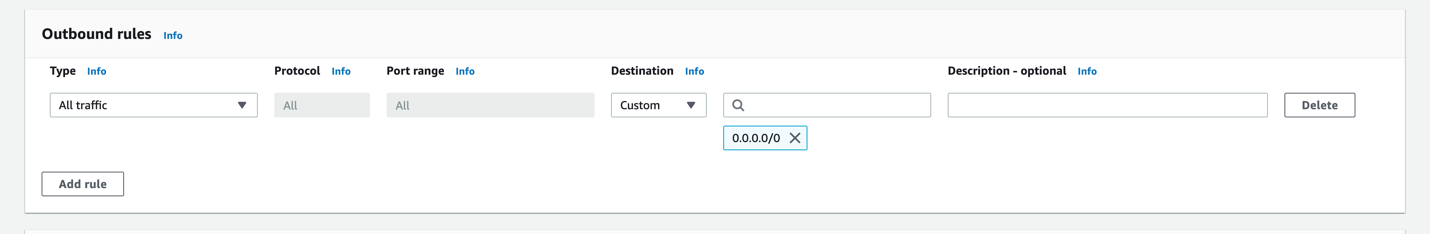 Outbound rules Info
Type Info Protocol Info Port range Info Destination Info Description - optional Info
All traffic All All Custom Delete
0.0.0.0/0
Add rule